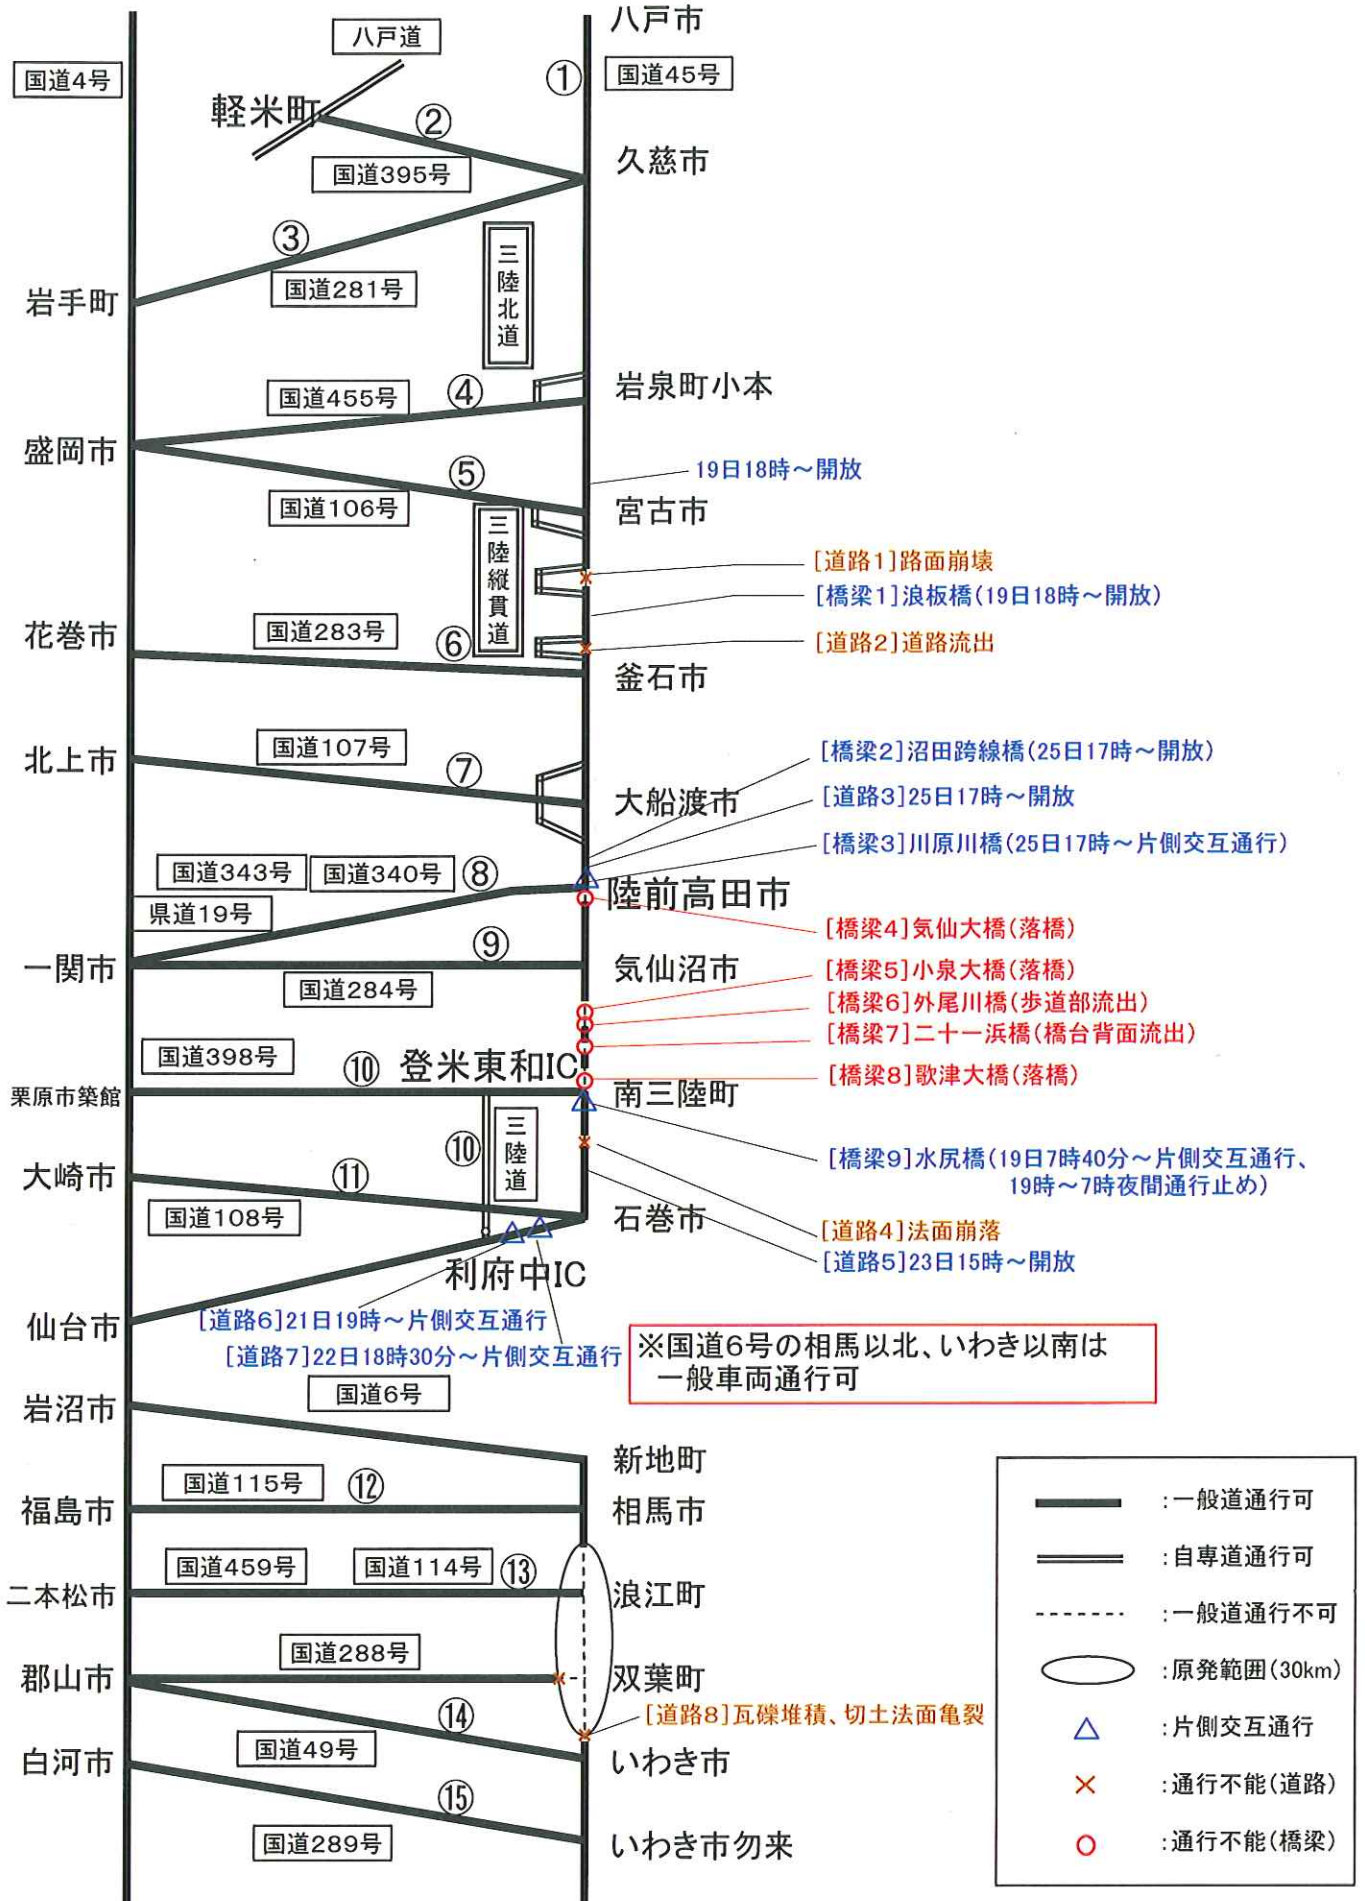 八戸市
八戸道
国道4号
①
国道45号
軽米町
②
久慈市
国道395号
③
三陸北道
国道281号
岩手町
岩泉町小本
国道455号
④
盛岡市
19日18時～開放
⑤
国道106号
宮古市
三陸縦貫道
[道路1]路面崩壊
[橋梁1]浪板橋(19日18時～開放)
花巻市
国道283号
⑥
[道路2]道路流出
釜石市
北上市
国道107号
⑦
[橋梁2]沼田跨線橋(25日17時～開放)
大船渡市
[道路3]25日17時～開放
[橋梁3]川原川橋(25日17時～片側交互通行)
国道343号
国道340号
⑧
陸前高田市
県道19号
[橋梁4]気仙大橋(落橋)
⑨
一関市
気仙沼市
[橋梁5]小泉大橋(落橋)
国道284号
[橋梁6]外尾川橋(歩道部流出)
[橋梁7]二十一浜橋(橋台背面流出)
国道398号
⑩
登米東和IC
[橋梁8]歌津大橋(落橋)
栗原市築館
南三陸町
⑩
三陸道
[橋梁9]水尻橋(19日7時40分～片側交互通行、
19時～7時夜間通行止め)
大崎市
⑪
国道108号
石巻市
[道路4]法面崩落
[道路5]23日15時～開放
利府中IC
仙台市
[道路6]21日19時～片側交互通行
[道路7]22日18時30分～片側交互通行
※国道6号の相馬以北、いわき以南は
一般車両通行可
国道6号
岩沼市
新地町
国道115号
⑫
福島市
相馬市
国道459号
国道114号
⑬
二本松市
浪江町
国道288号
郡山市
双葉町
[道路8]瓦礫堆積、切土法面亀裂
⑭
国道49号
白河市
いわき市
⑮
国道289号
いわき市勿来
:一般道通行可
:自専道通行可
:一般道通行不可
:原発範囲(30km)
:片側交互通行
:通行不能(道路)
:通行不能(橋梁)